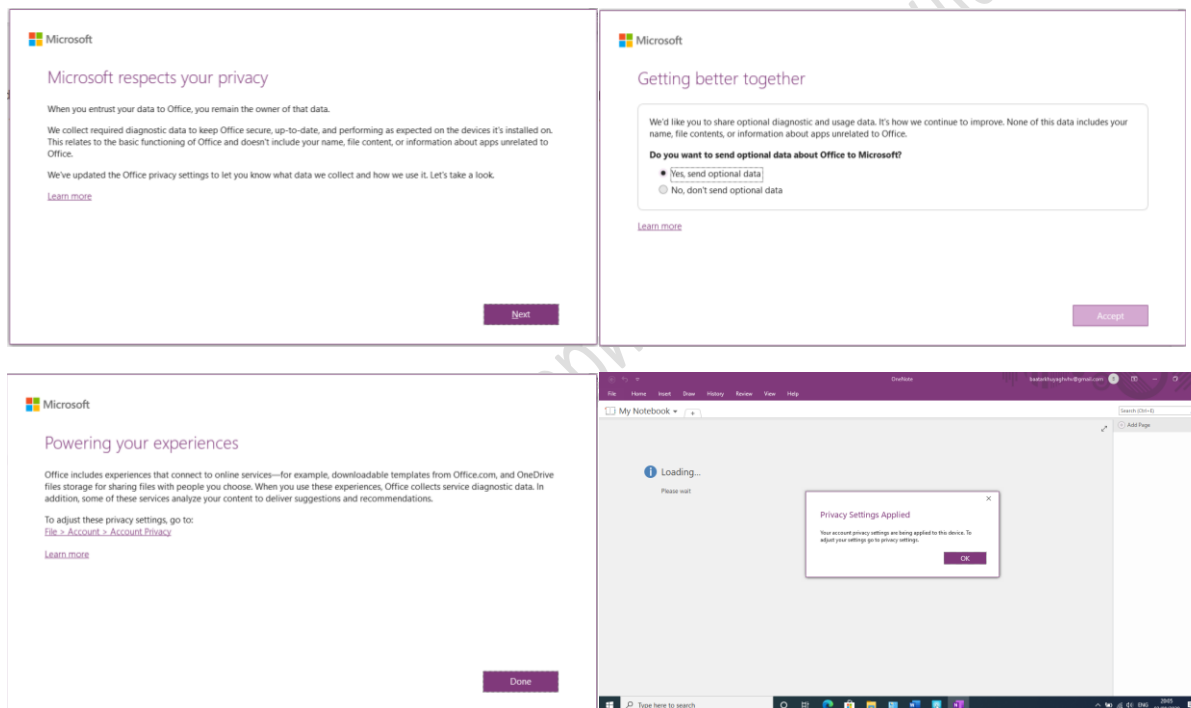 Microsoft
Microsoft respects your privacy
When you entrust your data to Office, you remain the owner of that data.
We collect required diagnostic data to keep Office secure, up-to-date, and performing as expected on the devices it's installed on.
This relates to the basic functioning of Office and doesn't include your name, file content, or information about apps unrelated to
Office.
We've updated the Office privacy settings to let you know what data we collect and how we use it. Let's take a look.
Learn more
Next
Microsoft
Getting better together
We'd like you to share optional diagnostic and usage data. It's how we continue to improve. None of this data includes your
name, file contents, or information about apps unrelated to Office.
Do you want to send optional data about Office to Microsoft?
Yes, send optional data
No, don't send optional data
Learn more
Accept
Microsoft
Powering your experiences
Office includes experiences that connect to online services—for example, downloadable templates from Office.com, and OneDrive
files storage for sharing files with people you choose. When you use these experiences, Office collects service diagnostic data. In
addition, some of these services analyze your content to deliver suggestions and recommendations.
To adjust these privacy settings, go to:
File > Account > Account Privacy
Learn more
Done
OneNote
File Home Insert Draw History Review View Help
My Notebook
Search (Ctrl+E)
Add Page
Loading...
Please wait
Privacy Settings Applied
Your account privacy settings are being applied to this device. To
adjust your settings go to privacy settings.
OK
Type here to search
ENG